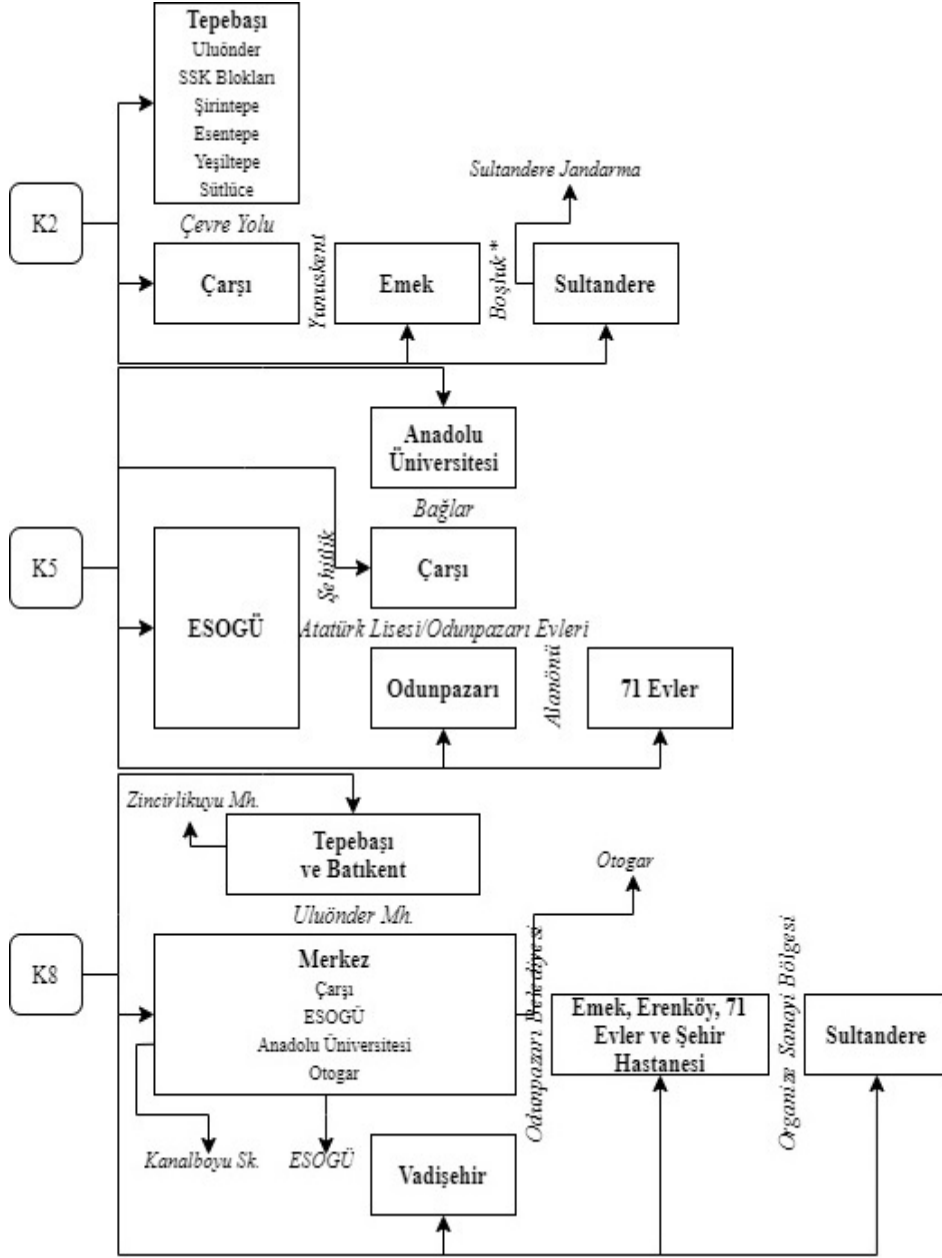 Tepebaşı
Uluönder
SSK Blokları
Şirintepe
Esentepe
Yeşiltepe
Sütlüce
Sultandere Jandarma
K2
Çevre Yolu
Çarşı
Yunuskent
Emek
Boşluk*
Sultandere
Anadolu
Üniversitesi
Bağlar
K5
ESOGÜ
Şehitlik
Çarşı
Atatürk Lisesi/Odunpazarı Evleri
Odunpazarı
Alanönü
71 Evler
Zincirlikuyu Mh.
Tepebaşı
ve Batıkent
Otogar
Uluönder Mh.
K8
Merkez
Çarşı
ESOGÜ
Anadolu Üniversitesi
Otogar
Odunpazarı Belediyesi
Emek, Erenköy, 71
Evler ve Şehir
Hastanesi
Organize Sanayi Bölgesi
Sultandere
Kanalboyu Sk.
ESOGÜ
Vadişehir